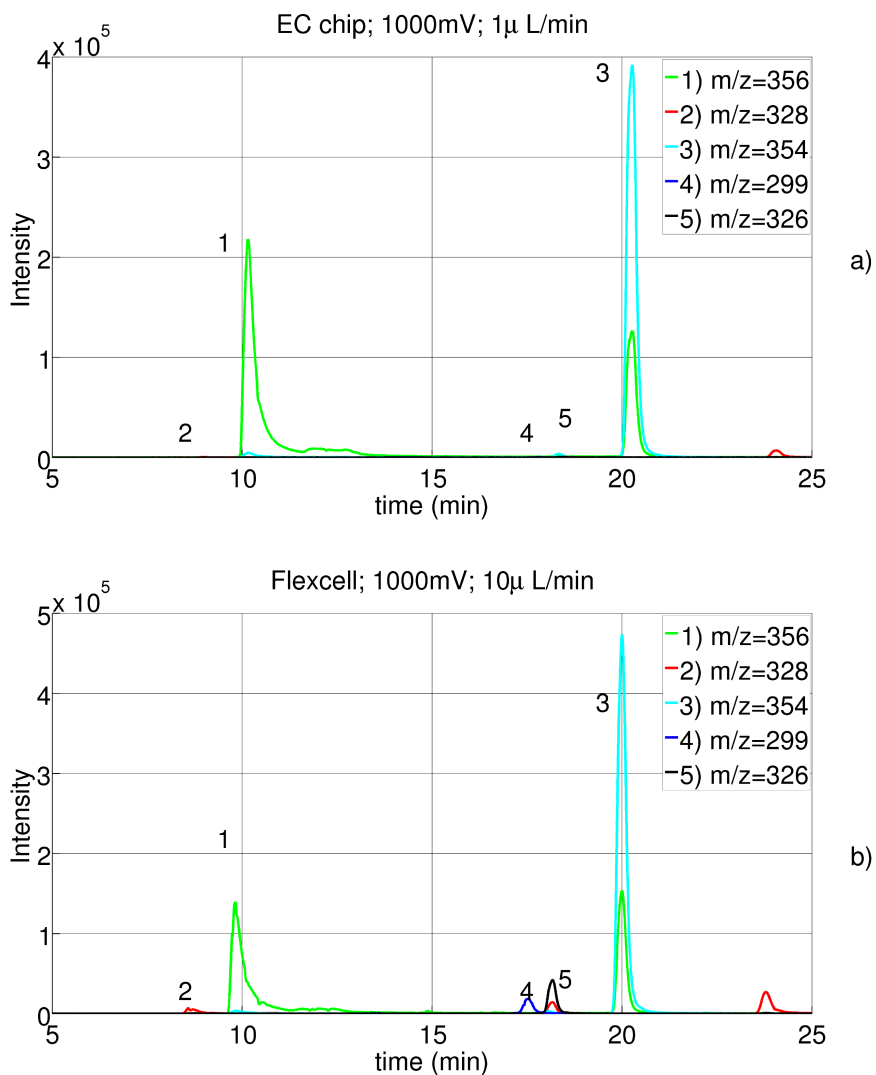 EC chip; 1000mV; 1μ L/min
x 10^5
4
3
2
1
0
Intensity
1
2
3
4
5
1) m/z=356
2) m/z=328
3) m/z=354
4) m/z=299
5) m/z=326
5 10 15 20 25
time (min)
a)
Flexcell; 1000mV; 10μ L/min
x 10^5
5
4
3
2
1
0
Intensity
1
2
3
4
5
1) m/z=356
2) m/z=328
3) m/z=354
4) m/z=299
5) m/z=326
5 10 15 20 25
time (min)
b)